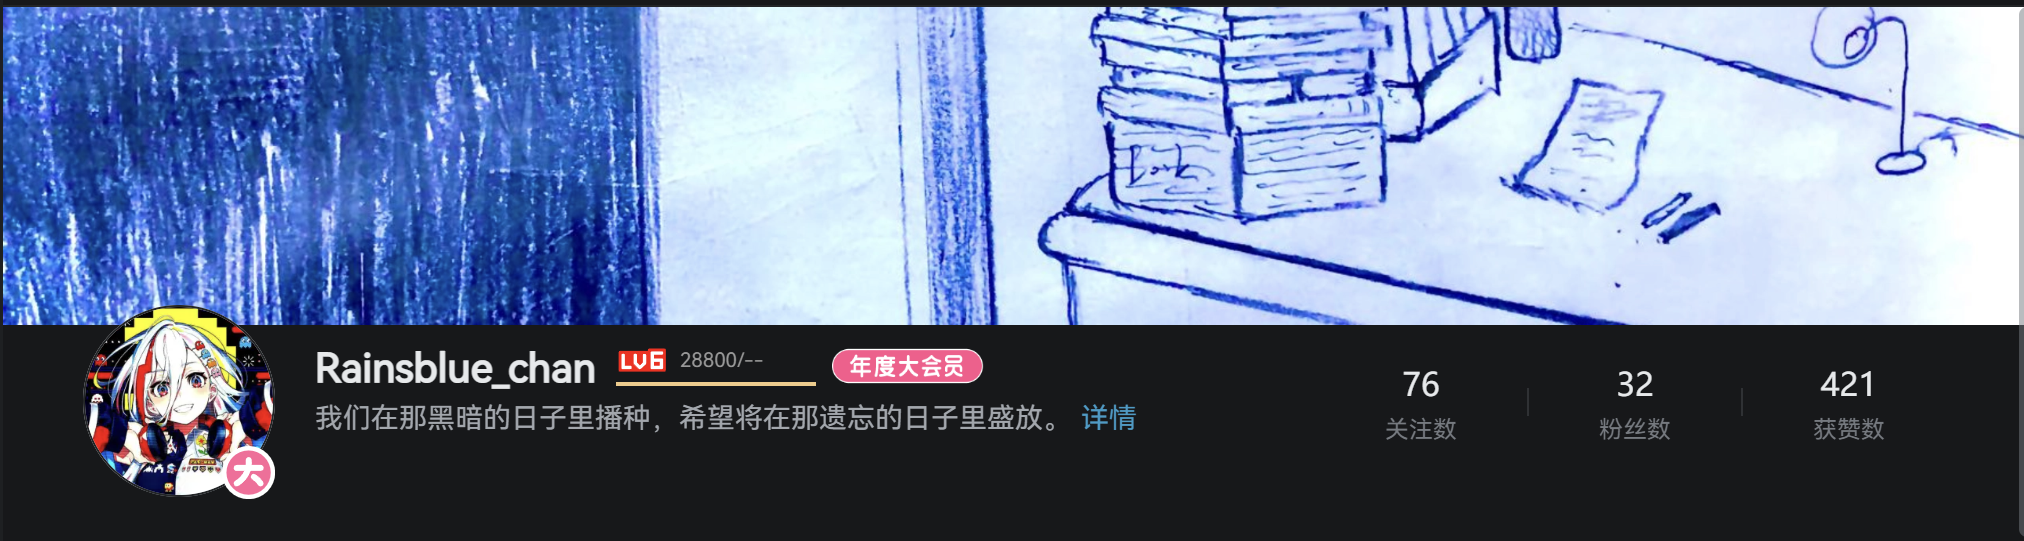 Rainsblue_chan LV6 28800/-- 年度大会员
我们在那黑暗的日子里播种，希望将在那遗忘的日子里盛放。 详情
大
76 32 421
关注数 粉丝数 获赞数